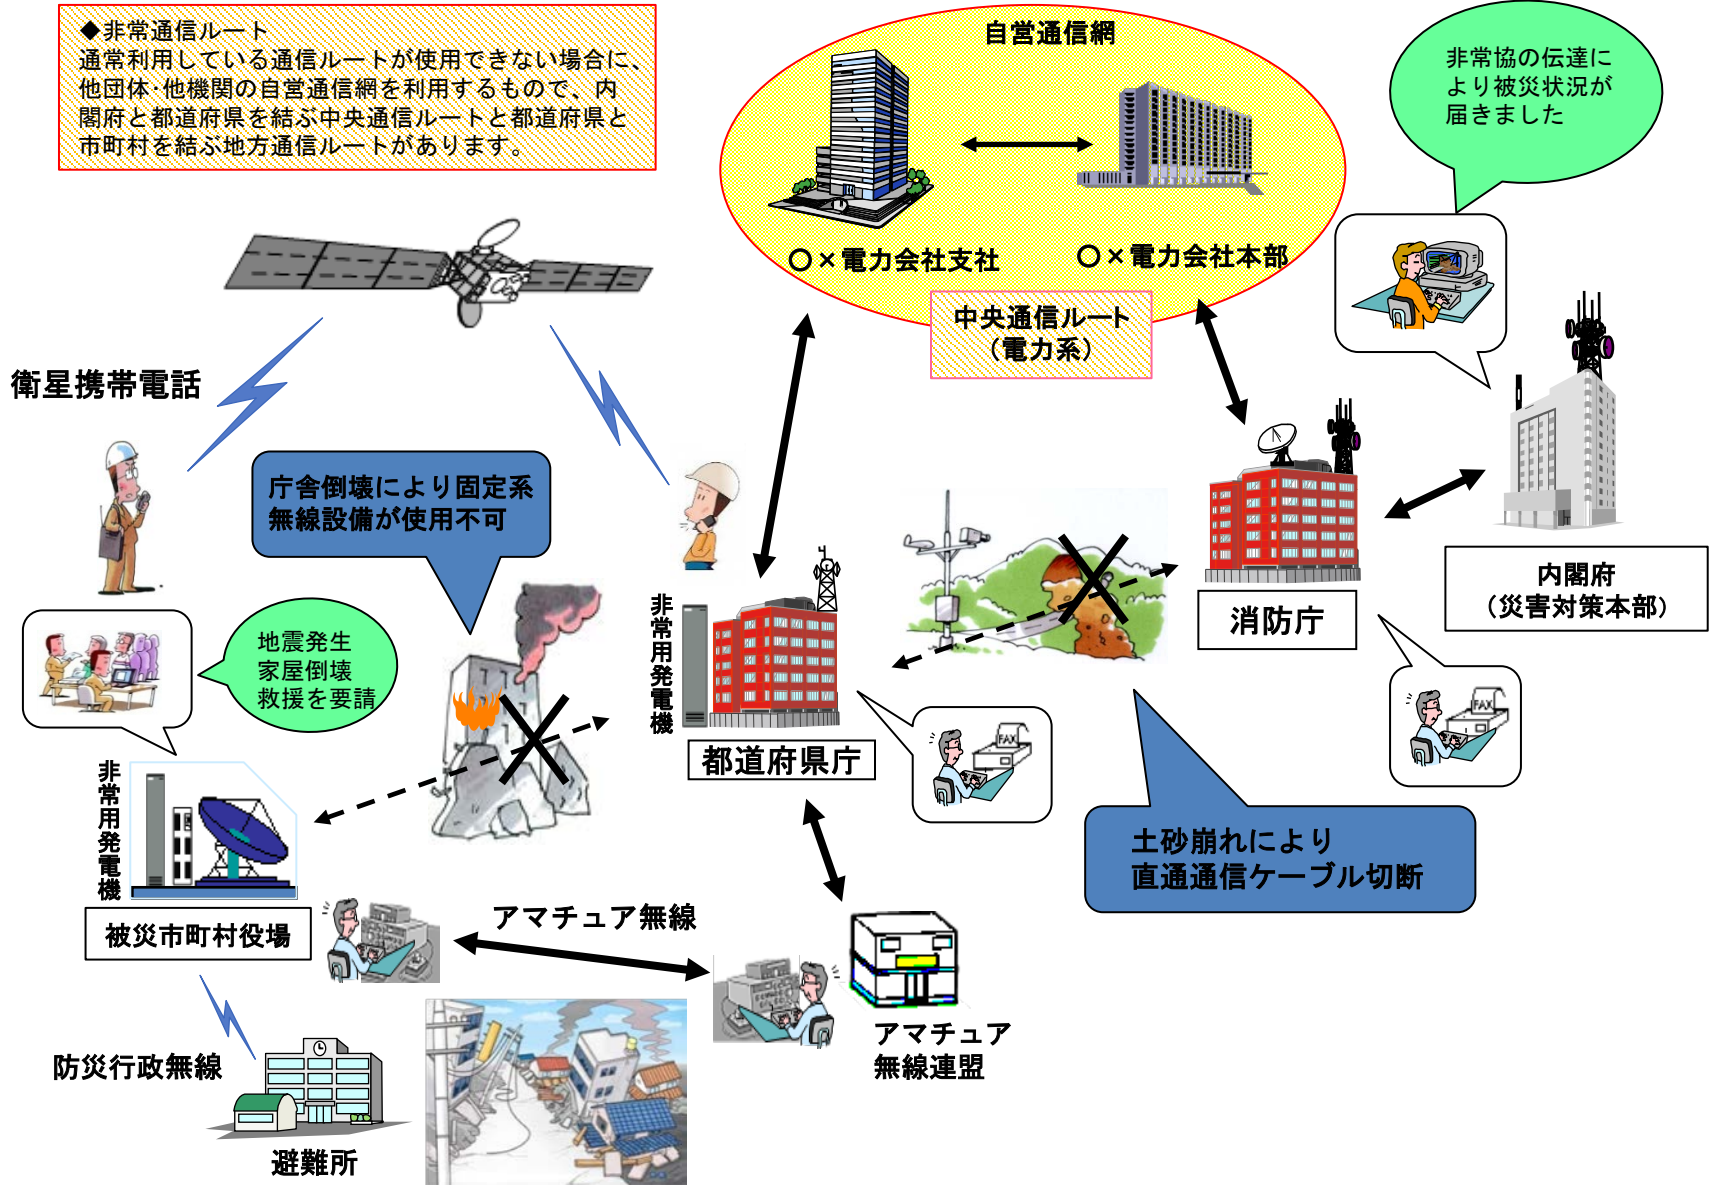 ◆非常通信ルート
通常利用している通信ルートが使用できない場合に、
他団体・他機関の自営通信網を利用するもので、内
閣府と都道府県を結ぶ中央通信ルートと都道府県と
市町村を結ぶ地方通信ルートがあります。
自営通信網
〇×電力会社支社
〇×電力会社本部
中央通信ルート
（電力系）
非常協の伝達に
より被災状況が
届きました
衛星携帯電話
庁舎倒壊により固定系
無線設備が使用不可
地震発生
家屋倒壊
救援を要請
非常用発電機
都道府県庁
FAX
消防庁
FAX
内閣府
（災害対策本部）
土砂崩れにより
直通通信ケーブル切断
非常用発電機
被災市町村役場
アマチュア無線
アマチュア
無線連盟
防災行政無線
避難所